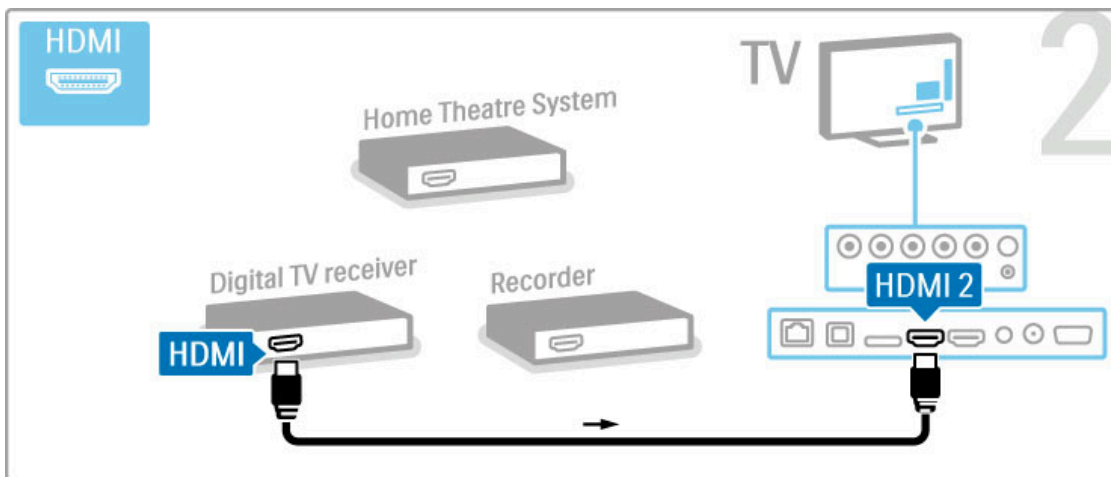 HDMI
TV
2
Home Theatre System
Digital TV receiver
Recorder
HDMI 2
HDMI